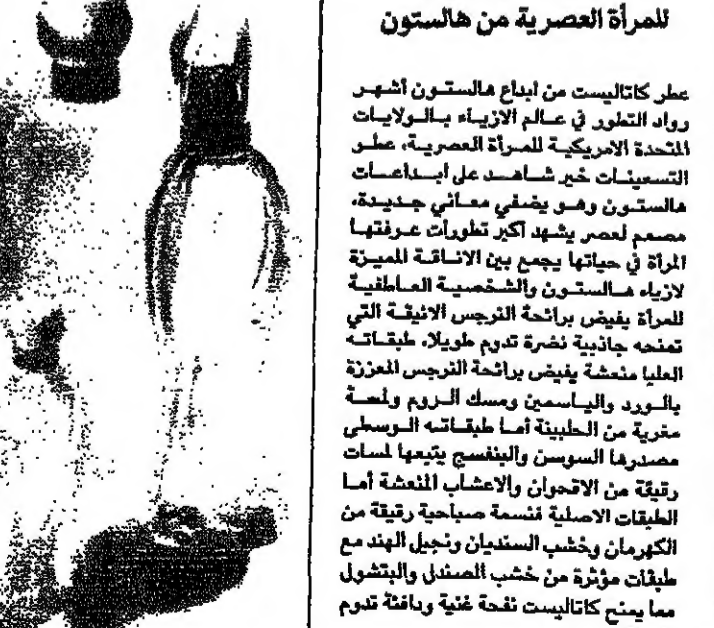 للمرأة العصرية من هالستون
عطر كاتاليست من ابداع هالستون أشهر
رواد التطور في عالم الازياء بالولايات
المتحدة الامريكية للمرأة العصرية، عطر
التسعينات خير شاهد على ابداعات
هالستون وهو يضفي معاني جديدة،
مصمم لعصر يشهد اكبر تطورات عرفتها
المرأة في حياتها يجمع بين الاناقة المميزة
لازياء هالستون والشخصية العاطفية
للمرأة يفيض برائحة النرجس الانيقة التي
تمنحه جاذبية نضرة تدوم طويلا، طبقاته
العليا منعشة يفيض برائحة النرجس المعززة
بالورد والياسمين ومسك الروم ولمسة
مغرية من الحلبينة أما طبقاته الوسطى
مصدرها السوسن والبنفسج يتبعها لمسات
رقيقة من الاقحوان والاعشاب المنعشة أما
الطبقات الاصلية فنسمة صباحية رقيقة من
الكهرمان وخشب السنديان ونجيل الهند مع
طبقات مؤثرة من خشب الصندل والبتشول
مما يمنح كاتاليست نفحة غنية ودافئة تدوم